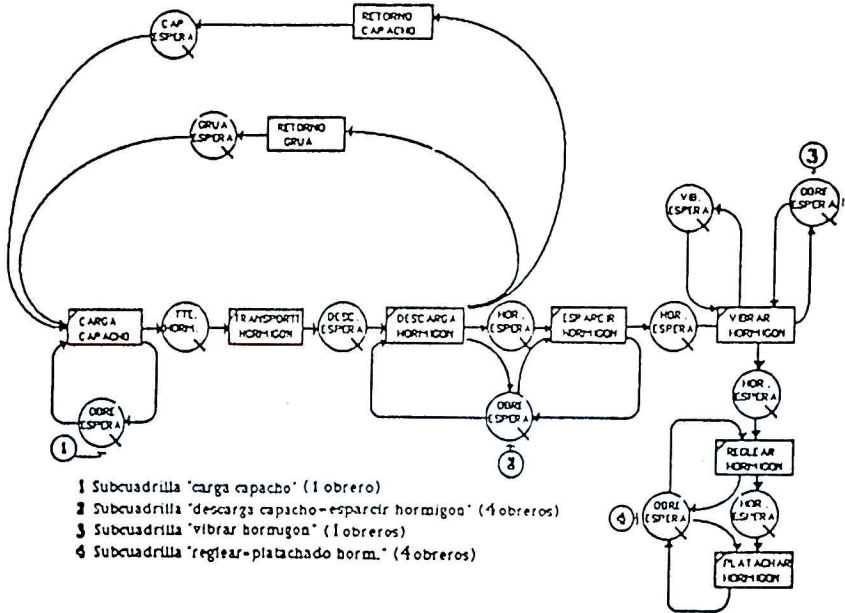 CAP
ESPERA
RETORNO
CAPACHO
GRUA
ESPERA
RETORNO
GRUA
3
VIB.
ESPERA
OBRE
ESPERA
CARGA
CAPACHO
TTE.
HORM.
TRANSPORTE
HORMIGON
DESC.
ESPERA
DESCARGA
HORMIGON
HOR.
ESPERA
ESPARCIR
HORMIGON
HOR.
ESPERA
VIBRAR
HORMIGON
OBRE
ESPERA
1
OBRE
ESPERA
2
HOR.
ESPERA
REGLEAR
HORMIGON
4
OBRE
ESPERA
HOR.
ESPERA
PLATACHAR
HORMIGON
1 Subcuadrilla "carga capacho" (1 obrero)
2 Subcuadrilla "descarga capacho-esparcir hormigon" (4 obreros)
3 Subcuadrilla "vibrar hormugon" (1 obreros)
4 Subcuadrilla "reglear-platachado horm." (4 obreros)